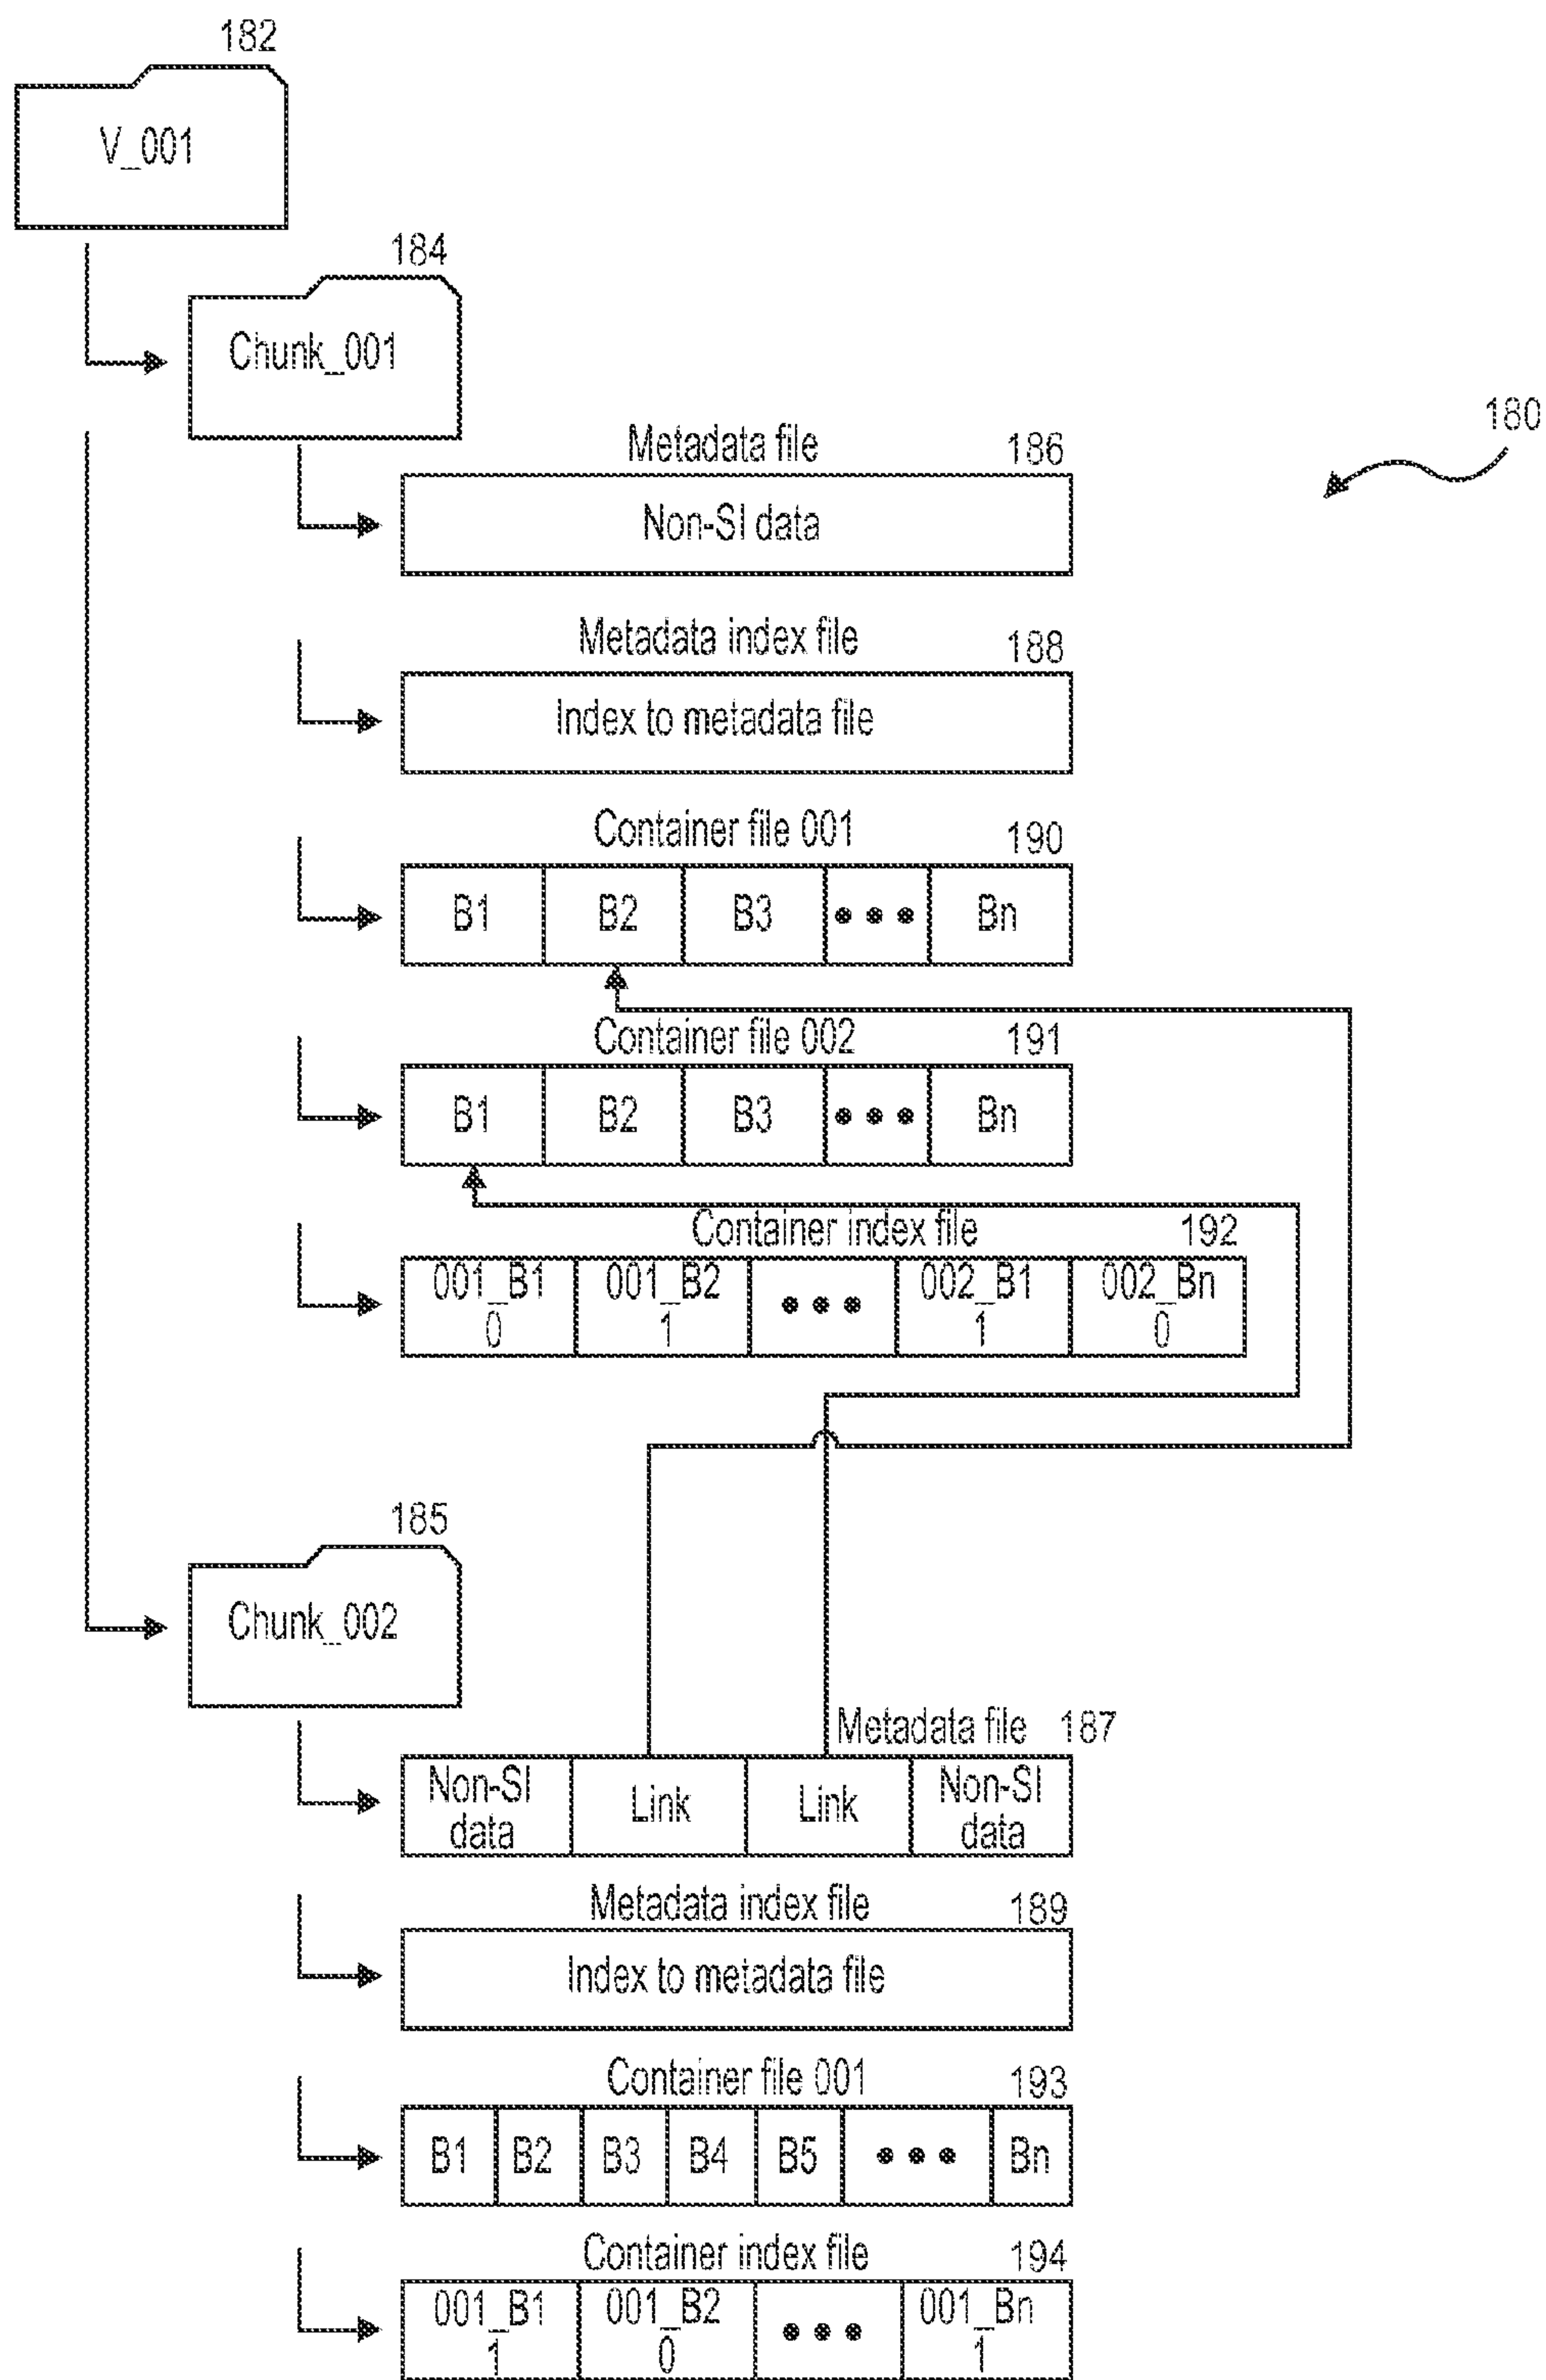 182
V_001
184
Chunk_001
180
Metadata file 186
Non-SI data
Metadata index file 188
Index to metadata file
Container file 001 190
B1 B2 B3 ••• Bn
Container file 002 191
B1 B2 B3 ••• Bn
Container index file 192
001_B1 001_B2 ••• 002_B1 002_Bn
0 1 1 0
185
Chunk_002
Metadata file 187
Non-SI Link Link Non-SI
data data
Metadata index file 189
Index to metadata file
Container file 001 193
B1 B2 B3 B4 B5 ••• Bn
Container index file 194
001_B1 001_B2 ••• 001_Bn
1 0 1